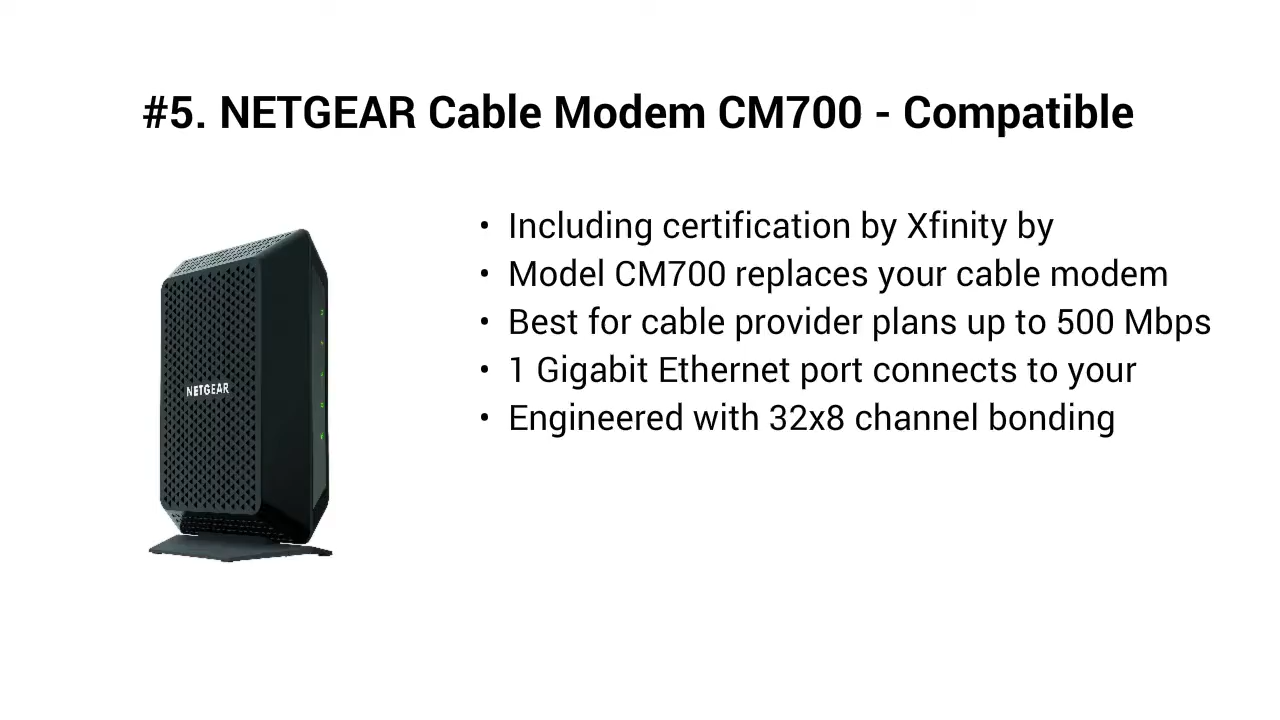 #5. NETGEAR Cable Modem CM700 - Compatible
• Including certification by Xfinity by
• Model CM700 replaces your cable modem
• Best for cable provider plans up to 500 Mbps
• 1 Gigabit Ethernet port connects to your
• Engineered with 32x8 channel bonding
NETGEAR